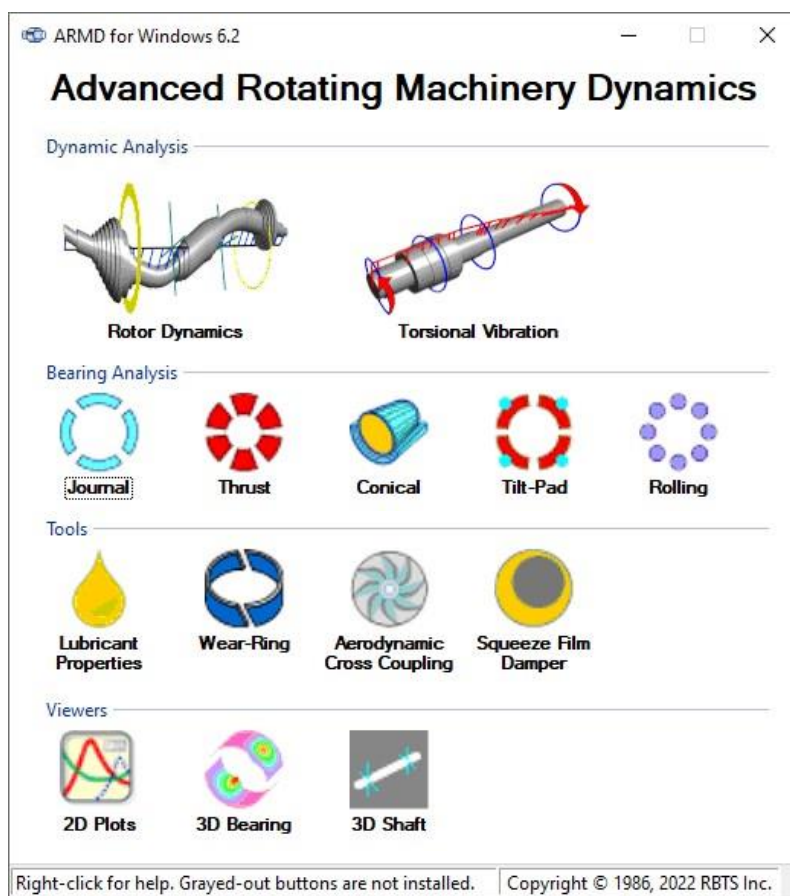 ARMD for Windows 6.2
Advanced Rotating Machinery Dynamics
Dynamic Analysis
Rotor Dynamics
Torsional Vibration
Bearing Analysis
Journal
Thrust
Conical
Tilt-Pad
Rolling
Tools
Lubricant
Properties
Wear-Ring
Aerodynamic
Cross Coupling
Squeeze Film
Damper
Viewers
2D Plots
3D Bearing
3D Shaft
Right-click for help. Grayed-out buttons are not installed.
Copyright © 1986, 2022 RBTS Inc.